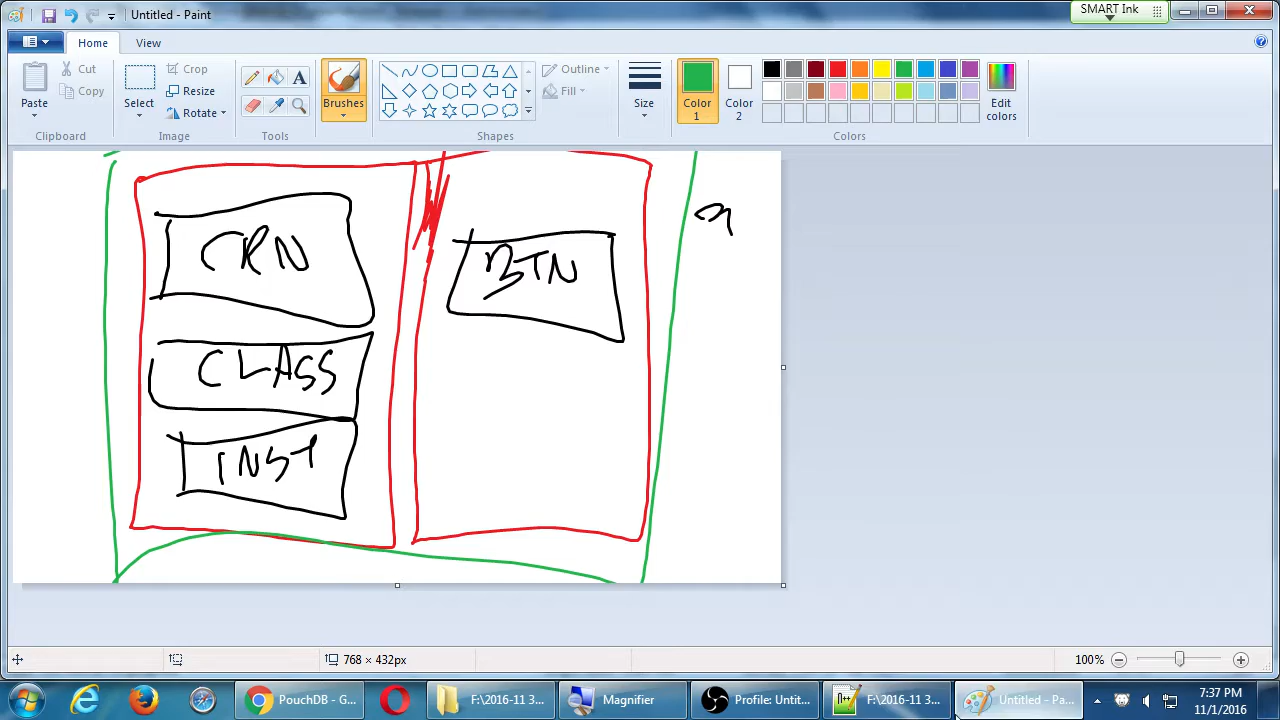 Untitled - Paint
SMART Ink
Home
View
Paste
Cut
Copy
Clipboard
Select
Crop
Resize
Rotate
Image
A
Tools
Brushes
Shapes
Outline
Fill
Size
Color 1
Color 2
Edit colors
Colors
CRN
BTN
CLASS
INST
768 × 432px
100%
PouchDB - G...
F:\2016-11 3...
Magnifier
Profile: Untit...
F:\2016-11 3...
Untitled - Pa...
7:37 PM
11/1/2016